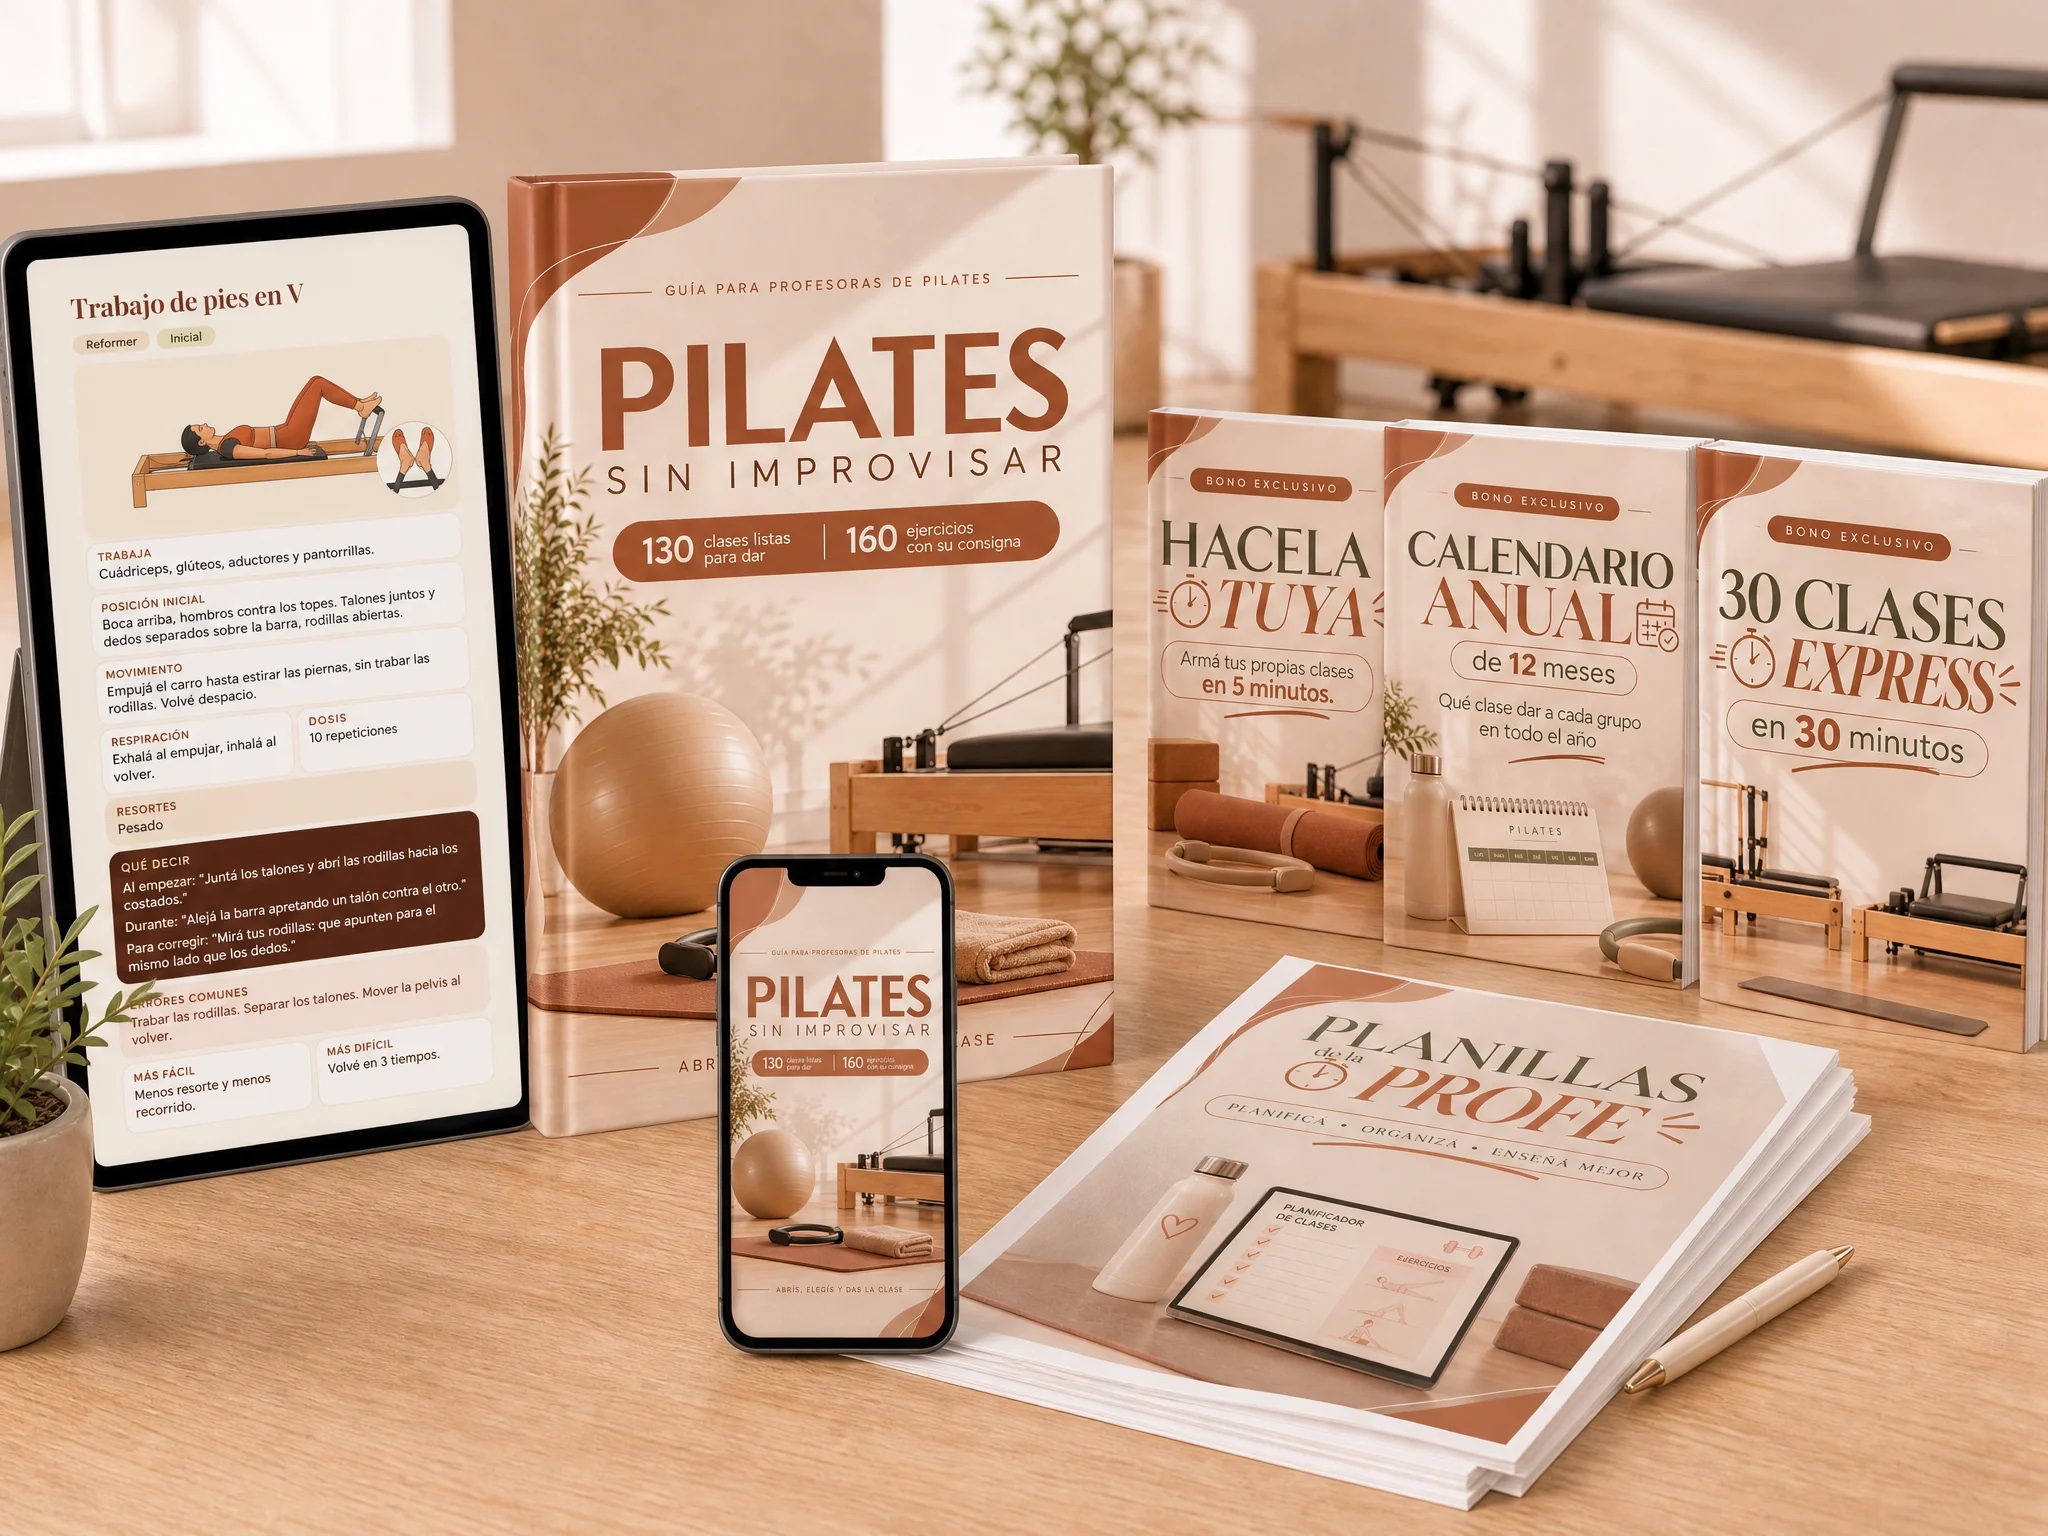 Trabajo de pies en V
Reformer
Inicial
TRABAJA
Cuádriceps, glúteos, aductores y pantorrillas.
POSICIÓN INICIAL
Boca arriba, hombros contra los topes. Talones juntos y
dedos separados sobre la barra, rodillas abiertas.
MOVIMIENTO
Empujá el carro hasta estirar las piernas, sin trabar las
rodillas. Volvé despacio.
RESPIRACIÓN
Exhalá al empujar, inhalá al
volver.
DOSIS
10 repeticiones
RESORTES
Pesado
QUÉ DECIR
Al empezar: "Juntá los talones y abrí las rodillas hacia los
costados."
Durante: "Alejá la barra apretando un talón contra el otro."
Para corregir: "Mirá tus rodillas: que apunten para el
mismo lado que los dedos."
ERRORES COMUNES
Trabar las rodillas. Separar los talones. Mover la pelvis al
volver.
MÁS FÁCIL
Menos resorte y menos
recorrido.
MÁS DIFÍCIL
Volvé en 3 tiempos.
GUÍA PARA PROFESORAS DE PILATES
PILATES
SIN IMPROVISAR
130 clases listas
para dar
160 ejercicios
con su consigna
ABR
ASE
GUÍA PARA PROFESORAS DE PILATES
PILATES
SIN IMPROVISAR
130 clases listas
para dar
160 ejercicios
con su consigna
ABRÍS, ELEGÍS Y DAS LA CLASE
BONO EXCLUSIVO
HACELA
TUYA
Armá tus propias clases
en 5 minutos.
BONO EXCLUSIVO
CALENDARIO
ANUAL
de 12 meses
Qué clase dar a cada grupo
en todo el año
PILATES
BONO EXCLUSIVO
30 CLASES
EXPRESS
en 30 minutos
PLANILLAS
de la
PROFE
PLANIFICÁ • ORGANIZÁ • ENSEÑÁ MEJOR
PLANIFICADOR
DE CLASES
EJERCICIOS